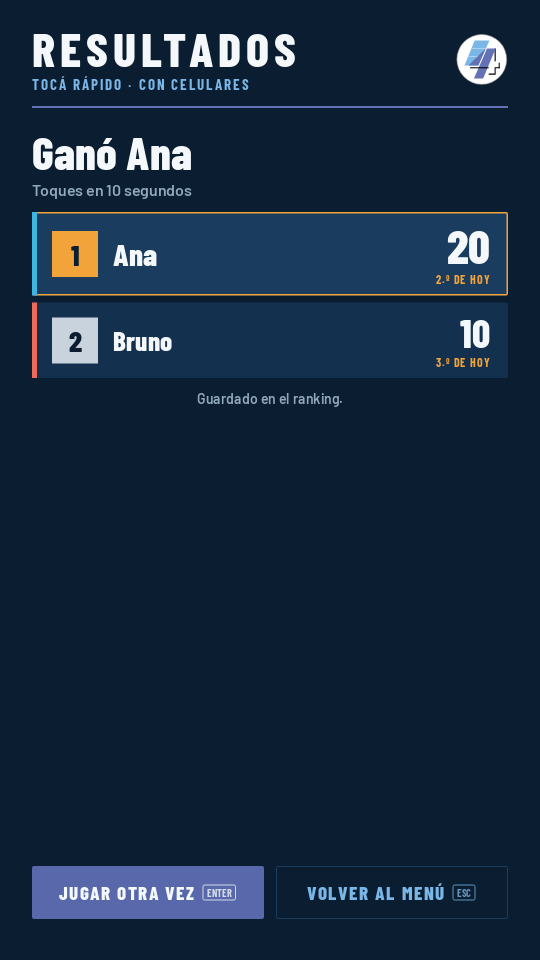 RESULTADOS
TOCÁ RÁPIDO · CON CELULARES
4
Ganó Ana
Toques en 10 segundos
1 Ana 20
2.º DE HOY
2 Bruno 10
3.º DE HOY
Guardado en el ranking.
JUGAR OTRA VEZ ENTER
VOLVER AL MENÚ ESC